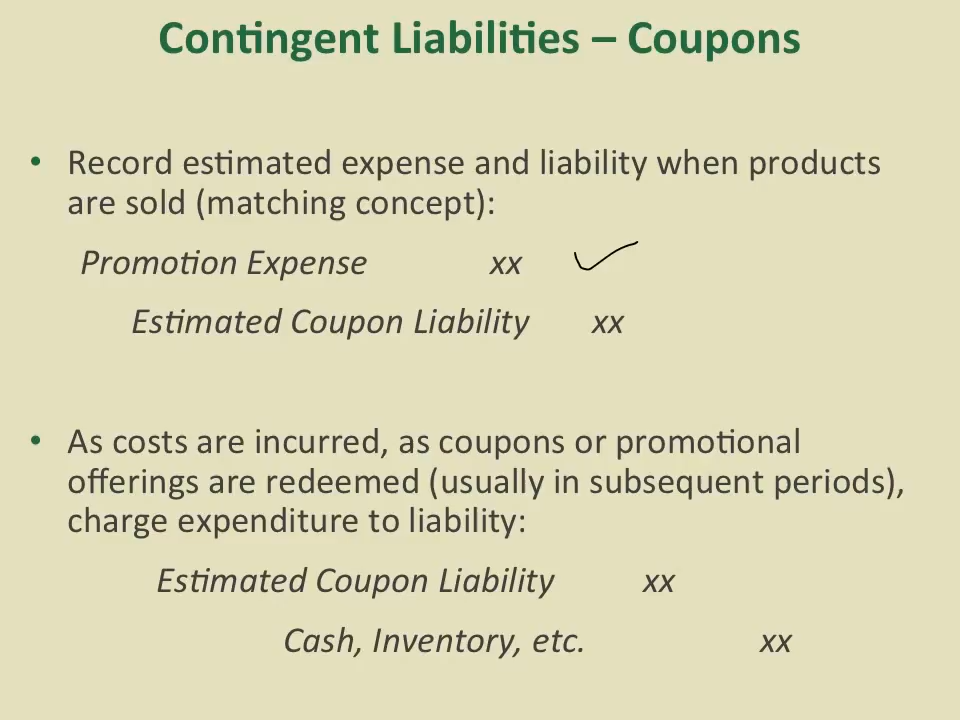 Contingent Liabilities – Coupons
• Record estimated expense and liability when products
are sold (matching concept):
Promotion Expense xx
Estimated Coupon Liability xx
• As costs are incurred, as coupons or promotional
offerings are redeemed (usually in subsequent periods),
charge expenditure to liability:
Estimated Coupon Liability xx
Cash, Inventory, etc. xx